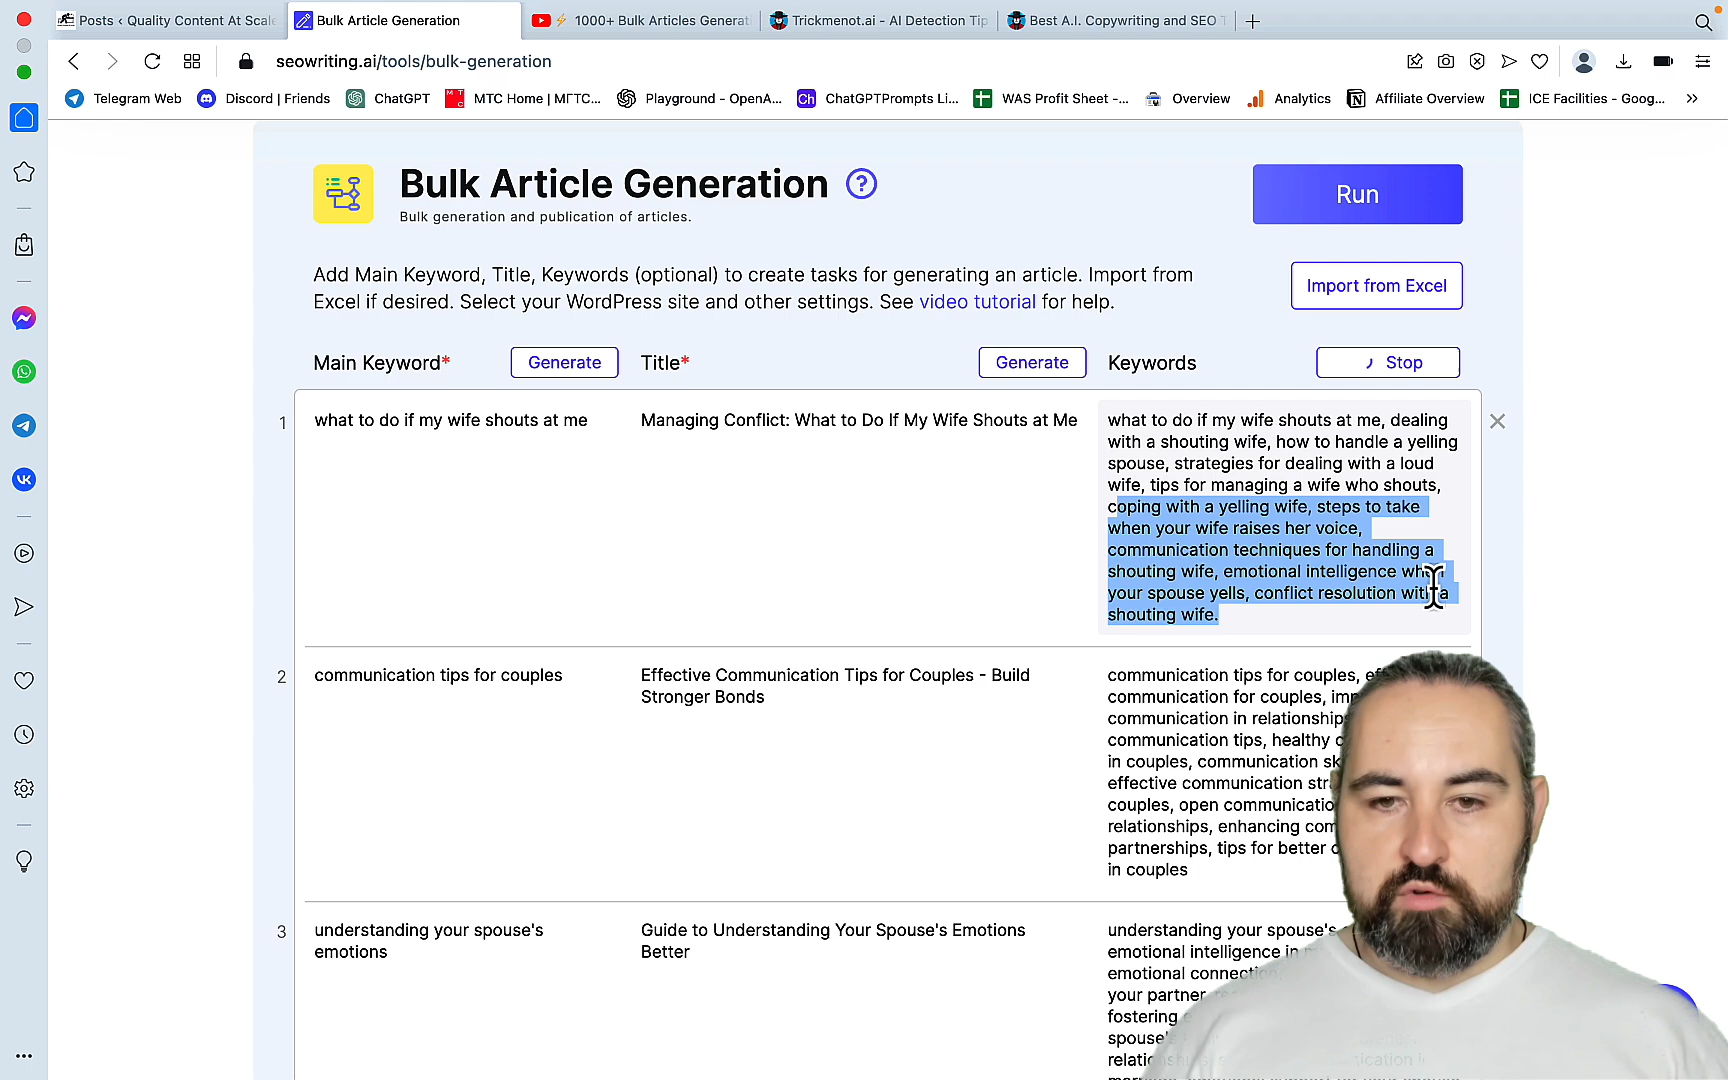 Posts ‹ Quality Content At Scale
Bulk Article Generation
1000+ Bulk Articles Generat
Trickmenot.ai - AI Detection Tip
Best A.I. Copywriting and SEO T
seowriting.ai/tools/bulk-generation
Telegram Web
Discord | Friends
ChatGPT
МТС Home | МГТС...
Playground - OpenA...
ChatGPTPrompts Li...
WAS Profit Sheet -...
Overview
Analytics
Affiliate Overview
ICE Facilities - Goog...
Bulk Article Generation
Bulk generation and publication of articles.
Run
Add Main Keyword, Title, Keywords (optional) to create tasks for generating an article. Import from
Excel if desired. Select your WordPress site and other settings. See video tutorial for help.
Import from Excel
Main Keyword*
Generate
Title*
Generate
Keywords
Stop
1
what to do if my wife shouts at me
Managing Conflict: What to Do If My Wife Shouts at Me
what to do if my wife shouts at me, dealing
with a shouting wife, how to handle a yelling
spouse, strategies for dealing with a loud
wife, tips for managing a wife who shouts,
coping with a yelling wife, steps to take
when your wife raises her voice,
communication techniques for handling a
shouting wife, emotional intelligence when
your spouse yells, conflict resolution with a
shouting wife.
2
communication tips for couples
Effective Communication Tips for Couples - Build
Stronger Bonds
communication tips for couples, ef
communication for couples, imp
communication in relationships
communication tips, healthy c
in couples, communication sk
effective communication str
couples, open communicatio
relationships, enhancing com
partnerships, tips for better c
in couples
3
understanding your spouse's
emotions
Guide to Understanding Your Spouse's Emotions
Better
understanding your spouse's
emotional intelligence in m
emotional connection
your partner
fostering
spouse's